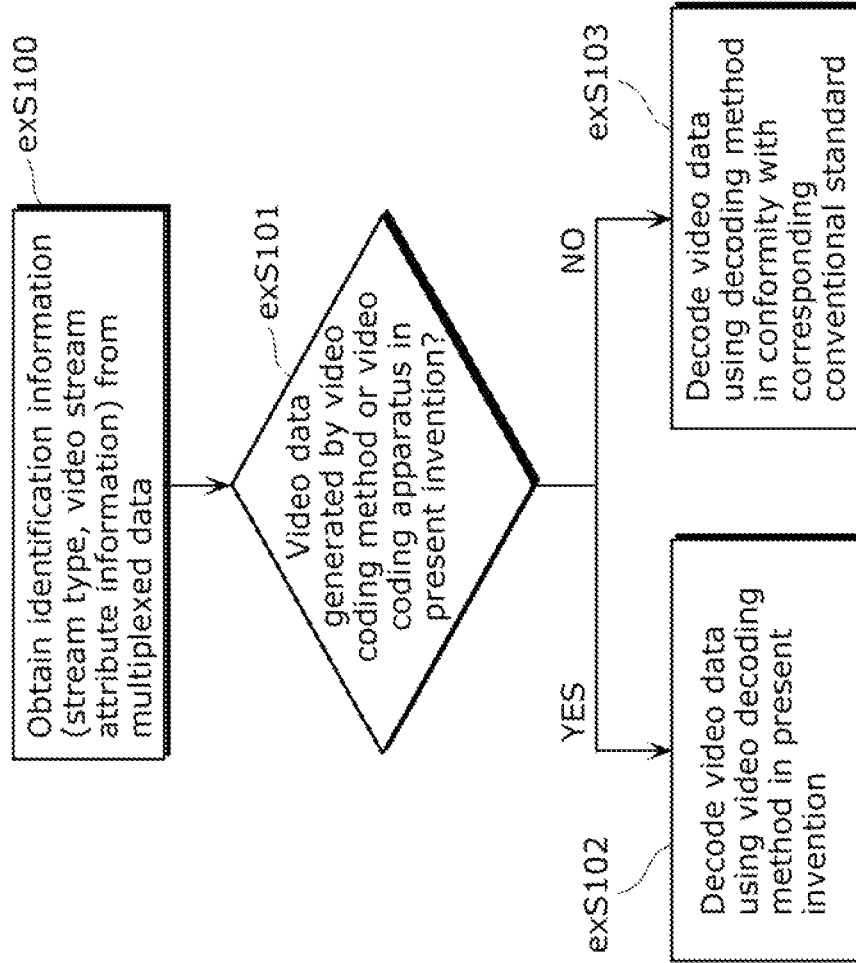 exS100
Obtain identification information
(stream type, video stream
attribute information) from
multiplexed data
exS101
Video data
generated by video
coding method or video
coding apparatus in
present invention?
YES
NO
exS102
Decode video data
using video decoding
method in present
invention
exS103
Decode video data
using decoding method
in conformity with
corresponding
conventional standard